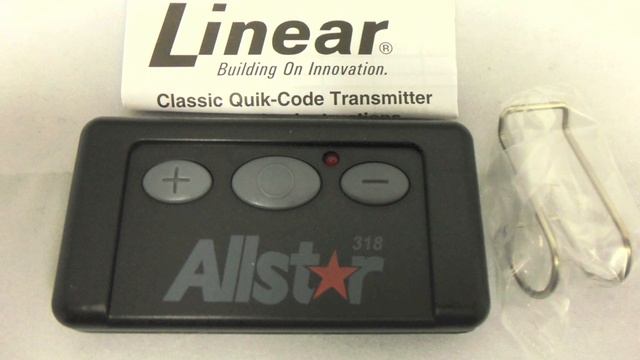 Linear®
Building On Innovation.
Classic Quik-Code Transmitter
+ O −
318
Allstar